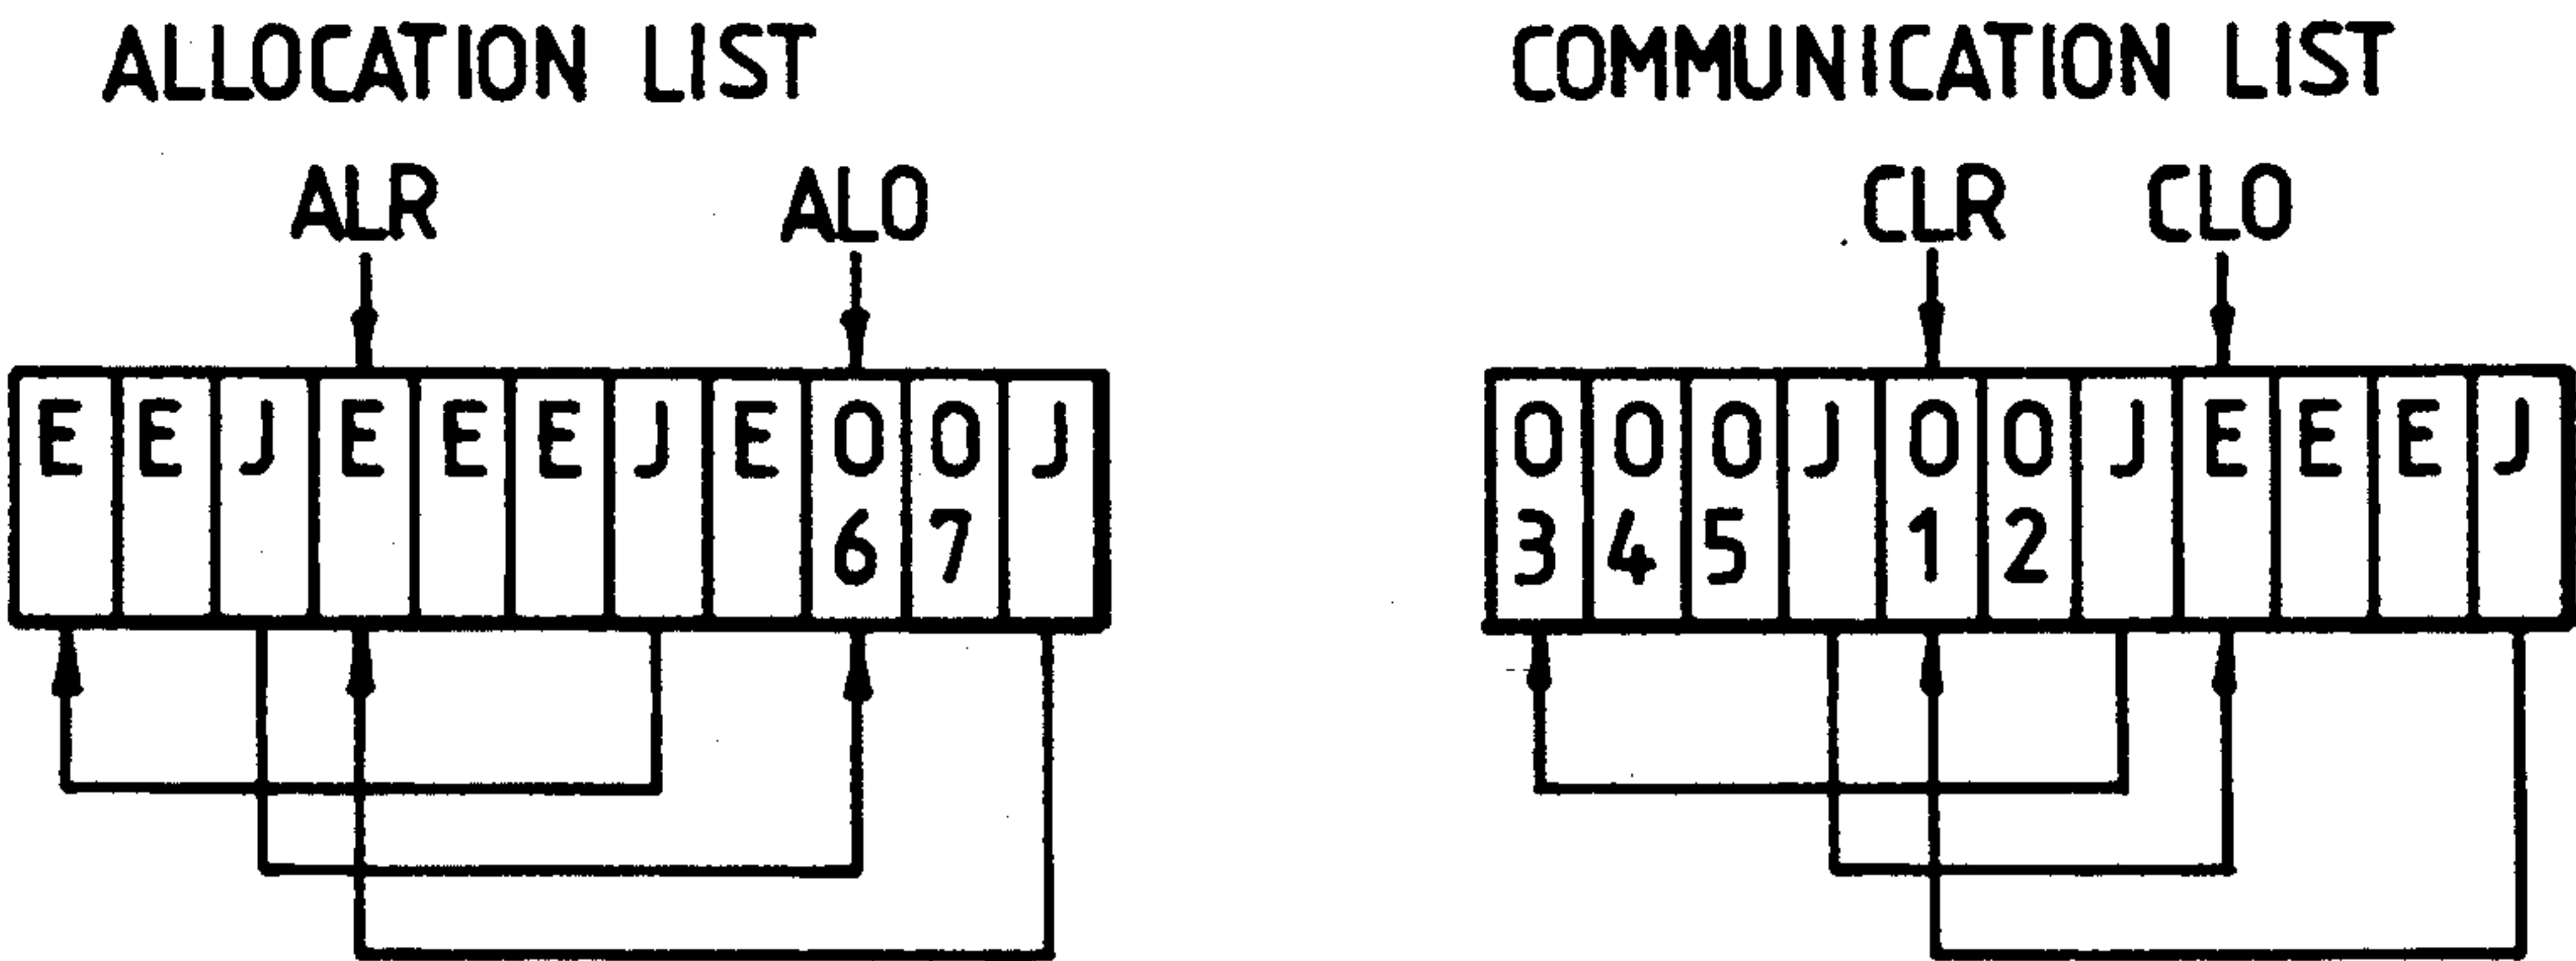 ALLOCATION LIST COMMUNICATION LIST
ALR ALO CLR CLO
E E J E E E J E O O J O O O J O O J E E E J
6 7 3 4 5 1 2